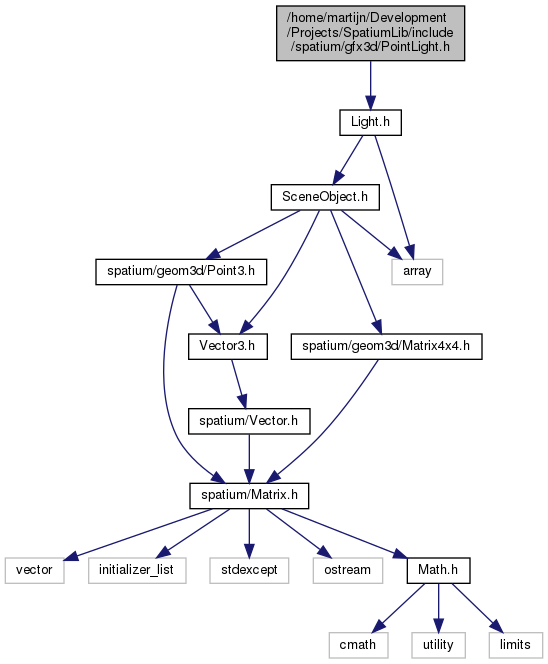 /home/martijn/Development
/Projects/SpatiumLib/include
/spatium/gfx3d/PointLight.h
Light.h
SceneObject.h
spatium/geom3d/Point3.h
array
Vector3.h
spatium/geom3d/Matrix4x4.h
spatium/Vector.h
spatium/Matrix.h
vector
initializer_list
stdexcept
ostream
Math.h
cmath
utility
limits